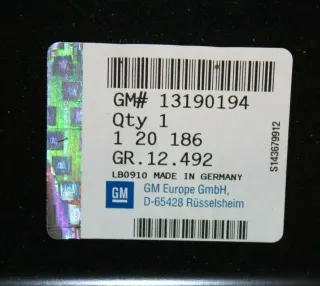 GM# 13190194
Qty 1
1 20 186
GR.12.492
LB0910 MADE IN GERMANY
GM
GM Europe GmbH,
D-65428 Rüsselsheim
S143679912